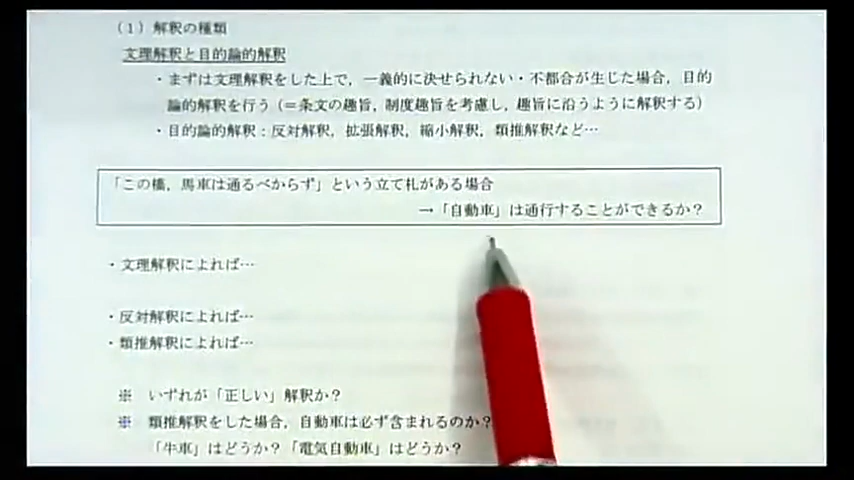 (1)解釈の種類
文理解釈と目的論的解釈
・まずは文理解釈をした上で，一義的に決せられない・不都合が生じた場合，目的
論的解釈を行う（＝条文の趣旨，制度趣旨を考慮し，趣旨に沿うように解釈する）
・目的論的解釈：反対解釈，拡張解釈，縮小解釈，類推解釈など…
「この橋，馬車は通るべからず」という立て札がある場合
→「自動車」は通行することができるか？
・文理解釈によれば…
・反対解釈によれば…
・類推解釈によれば…
※ いずれが「正しい」解釈か？
※ 類推解釈をした場合，自動車は必ず含まれるのか？
「牛車」はどうか？「電気自動車」はどうか？